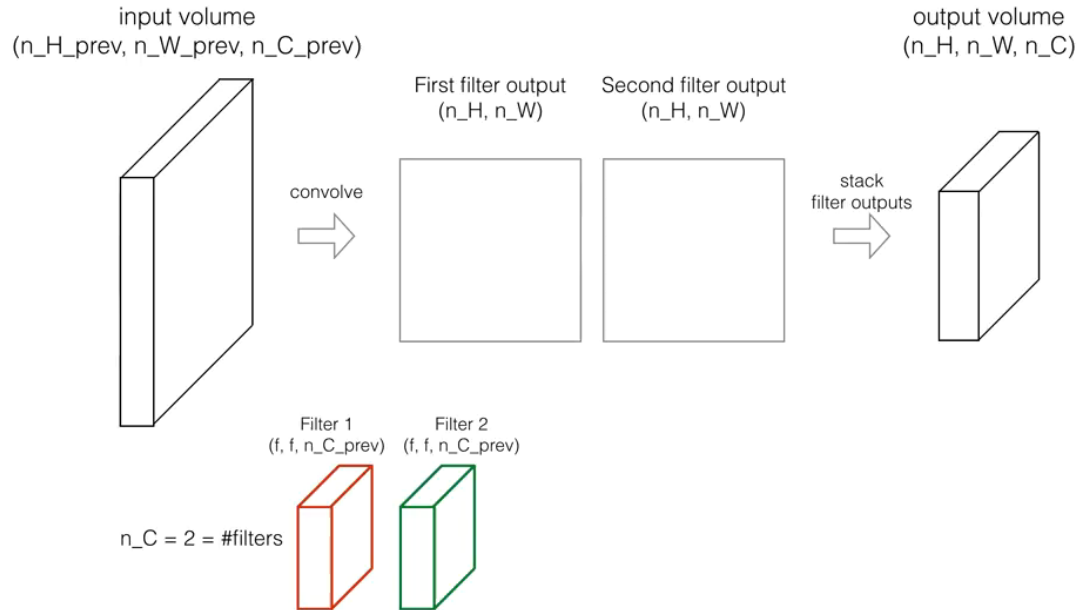 input volume
(n_H_prev, n_W_prev, n_C_prev)
First filter output
(n_H, n_W)
Second filter output
(n_H, n_W)
output volume
(n_H, n_W, n_C)
convolve
stack
filter outputs
Filter 1
(f, f, n_C_prev)
Filter 2
(f, f, n_C_prev)
n_C = 2 = #filters